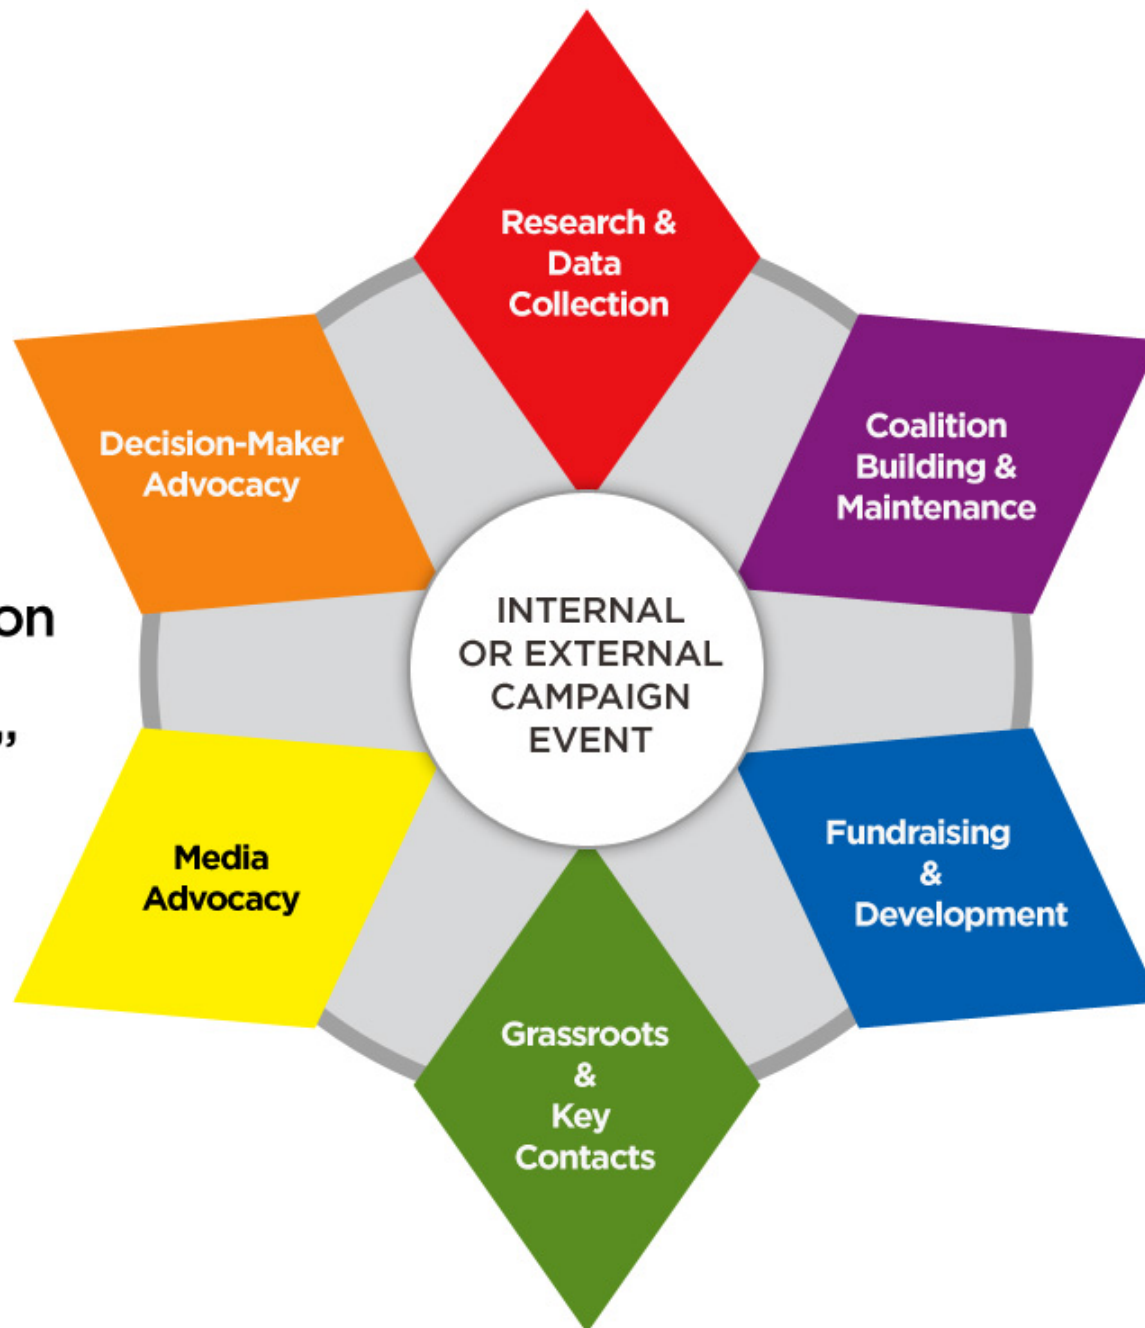 Research &
Data
Collection
Coalition
Building &
Maintenance
Decision-Maker
Advocacy
on
”
INTERNAL
OR EXTERNAL
CAMPAIGN
EVENT
Fundraising
&
Development
Media
Advocacy
Grassroots
&
Key
Contacts